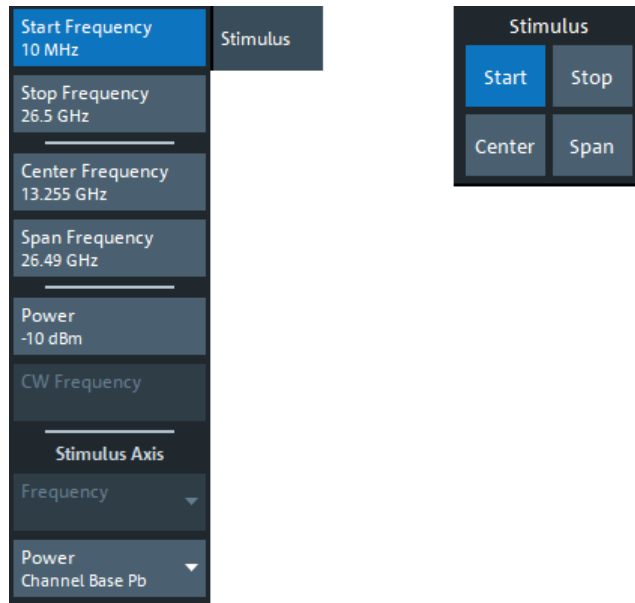 Start Frequency
10 MHz
Stimulus
Stop Frequency
26.5 GHz
Center Frequency
13.255 GHz
Span Frequency
26.49 GHz
Power
-10 dBm
CW Frequency
Stimulus Axis
Frequency
Power
Channel Base Pb
Stimulus
Start Stop
Center Span